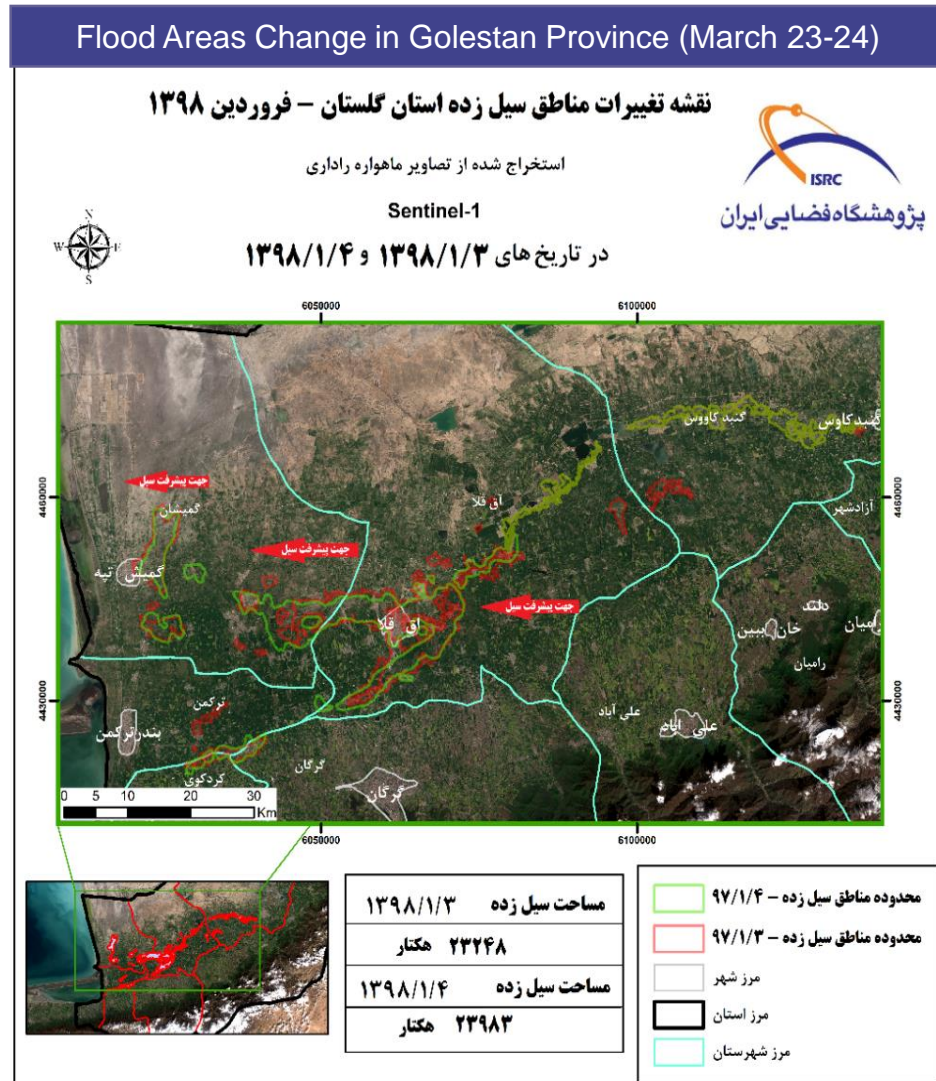 Flood Areas Change in Golestan Province (March 23-24)
نقشه تغییرات مناطق سیل زده استان گلستان – فروردین ۱۳۹۸
استخراج شده از تصاویر ماهواره راداری
Sentinel-1
در تاریخ های ۱۳۹۸/۱/۳ و ۱۳۹۸/۱/۴
ISRC
پژوهشگاه فضایی ایران
N
W E
S
6050000 6100000
گنبد کاووس
گنبد کاوس
جهت پیشرفت سیل
4460000 4460000
گمیشان
آق قلا
آزادشهر
جهت پیشرفت سیل
گمیش تپه
جهت پیشرفت سیل
دلند
آق قلا
خان ببین
رامیان
رامیان
4430000 4430000
ترکمن
علی آباد
علی آباد
بندرترکمن
گرگان
کردکوی
گرگان
0 5 10 20 30
Km
6050000 6100000
مساحت سیل زده ۱۳۹۸/۱/۳
۲۳۲۴۸ هکتار
مساحت سیل زده ۱۳۹۸/۱/۴
۲۳۹۸۳ هکتار
محدوده مناطق سیل زده – ۹۷/۱/۴
محدوده مناطق سیل زده – ۹۷/۱/۳
مرز شهر
مرز استان
مرز شهرستان